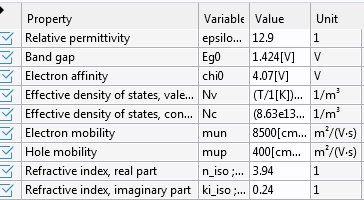 Property Variable Value Unit
Relative permittivity epsilo... 12.9 1
Band gap Eg0 1.424[V] V
Electron affinity chi0 4.07[V] V
Effective density of states, vale... Nv (T/1[K])... 1/m³
Effective density of states, con... Nc (8.63e13... 1/m³
Electron mobility mun 8500[cm... m²/(V·s)
Hole mobility mup 400[cm... m²/(V·s)
Refractive index, real part n_iso ;... 3.94 1
Refractive index, imaginary part ki_iso ;... 0.24 1